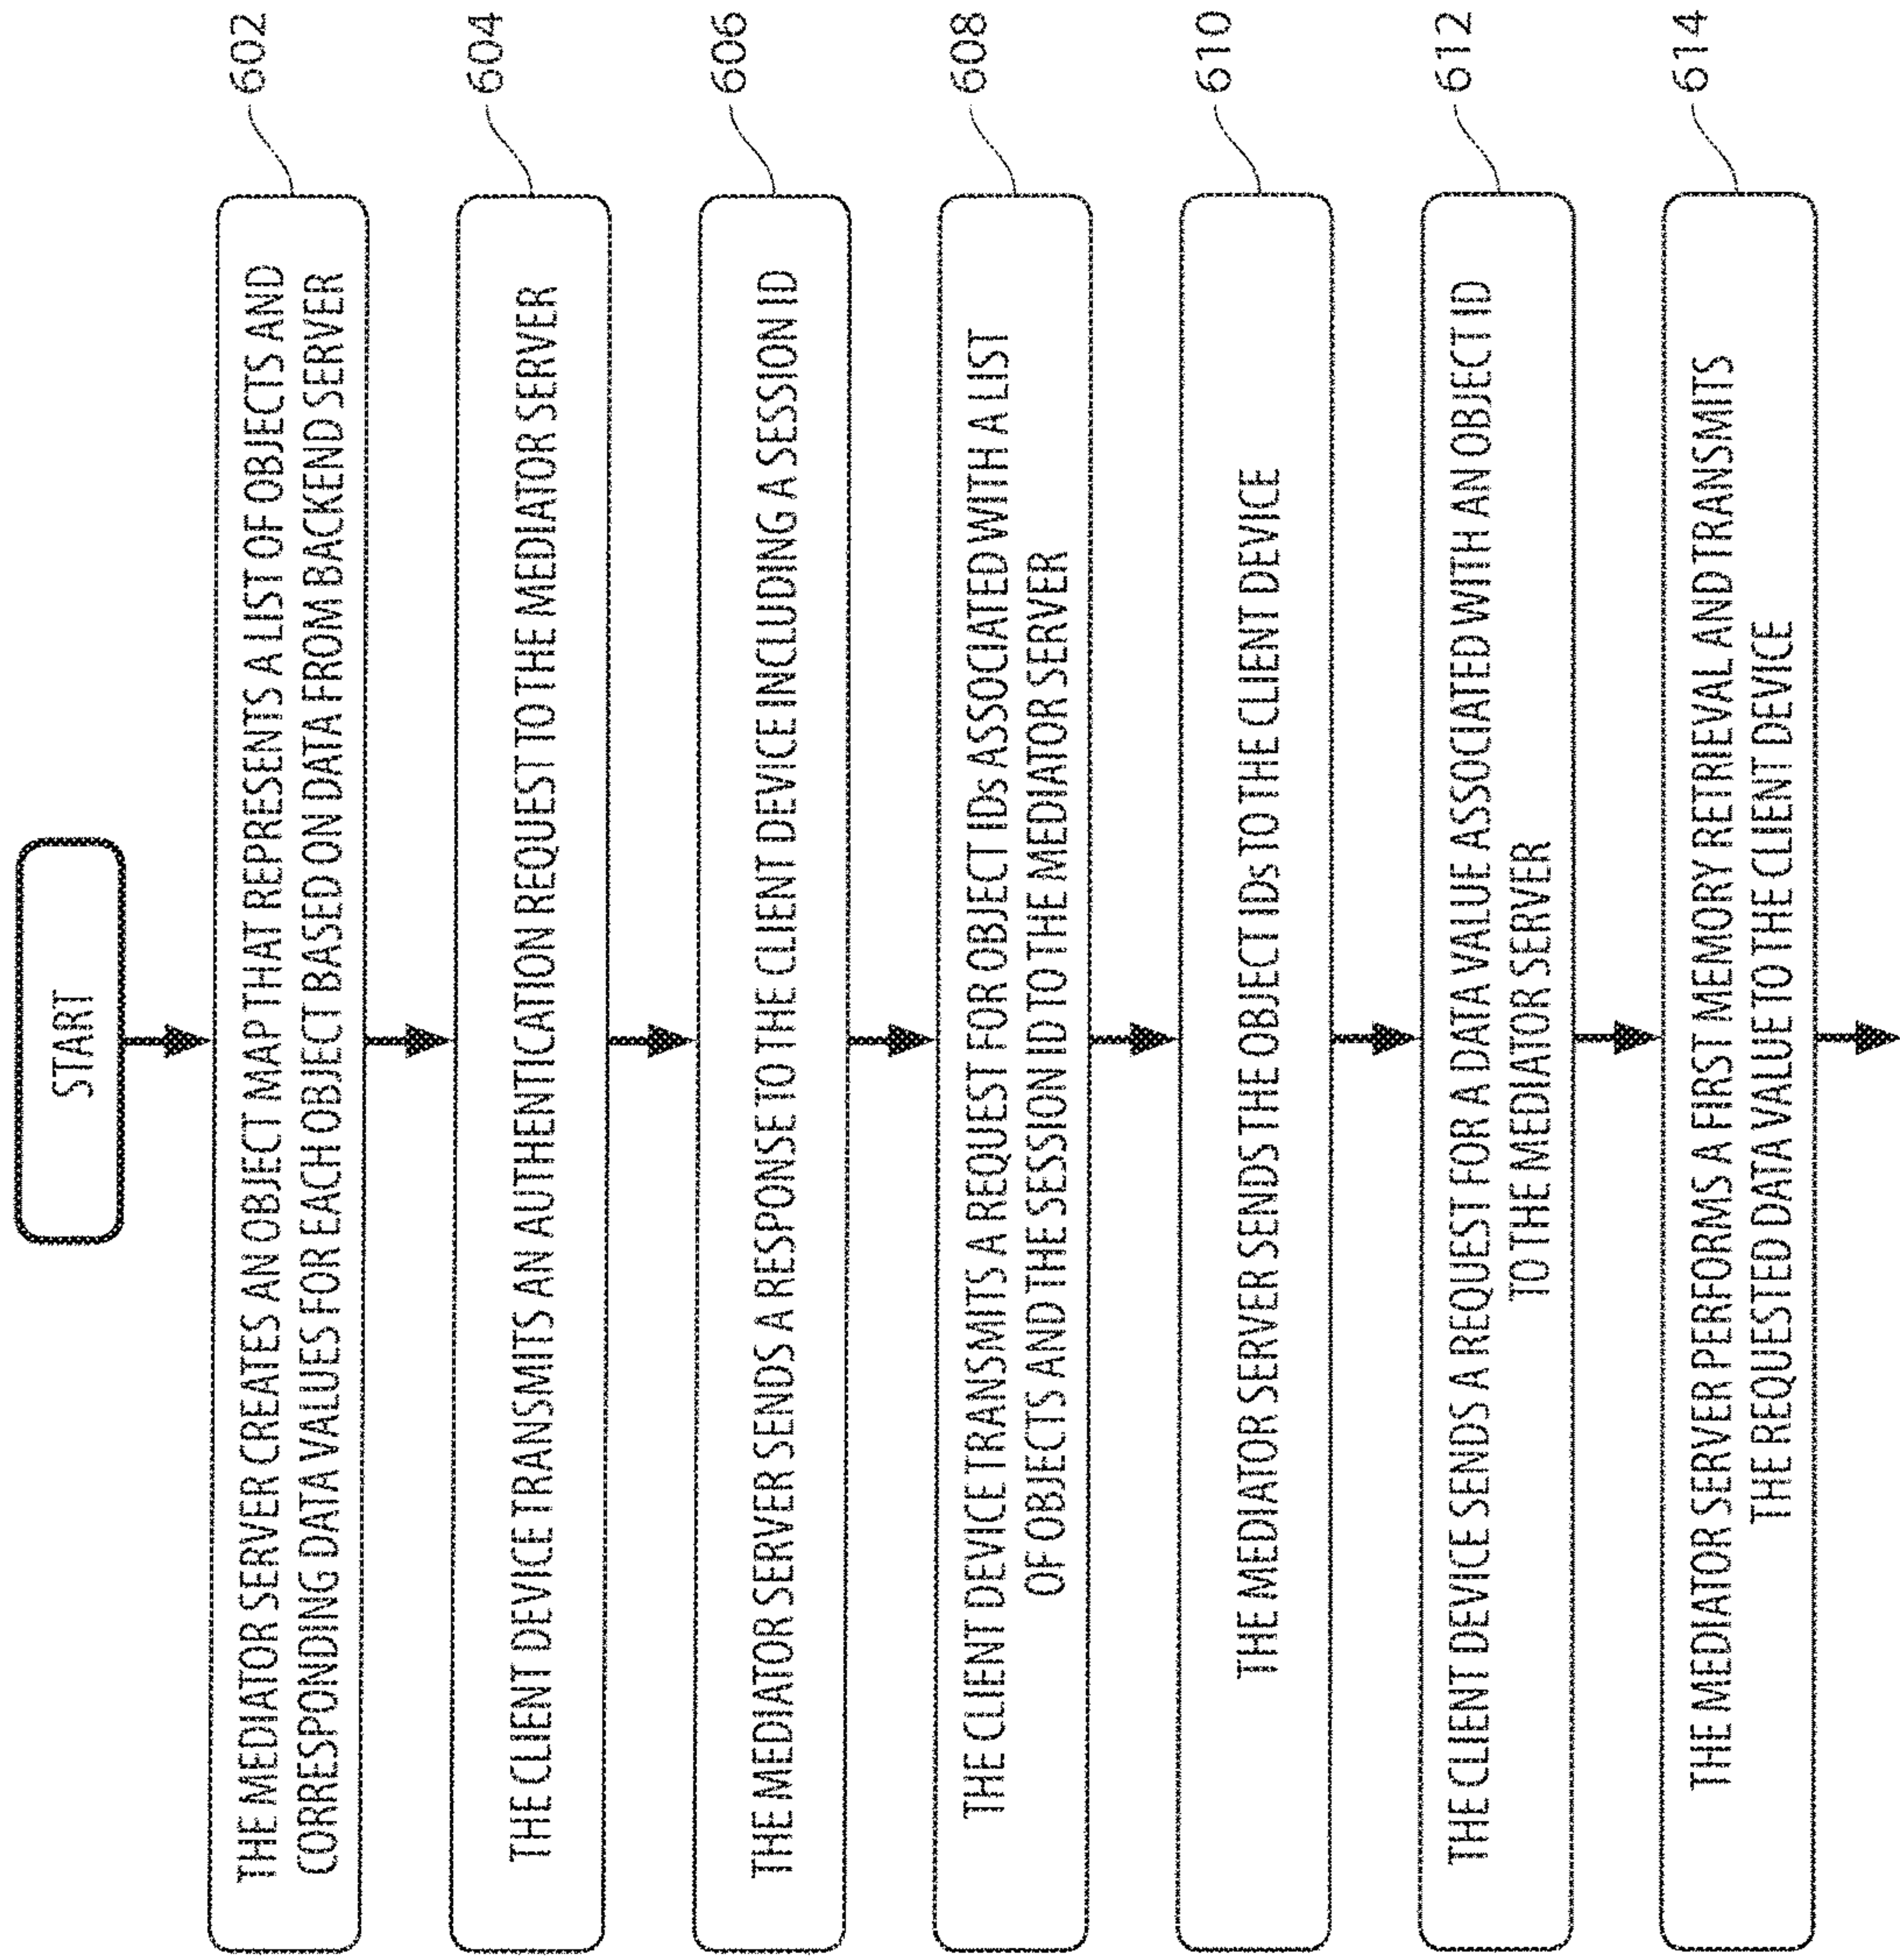 START
THE MEDIATOR SERVER CREATES AN OBJECT MAP THAT REPRESENTS A LIST OF OBJECTS AND
CORRESPONDING DATA VALUES FOR EACH OBJECT BASED ON DATA FROM BACKEND SERVER
602
THE CLIENT DEVICE TRANSMITS AN AUTHENTICATION REQUEST TO THE MEDIATOR SERVER
604
THE MEDIATOR SERVER SENDS A RESPONSE TO THE CLIENT DEVICE INCLUDING A SESSION ID
606
THE CLIENT DEVICE TRANSMITS A REQUEST FOR OBJECT IDs ASSOCIATED WITH A LIST
OF OBJECTS AND THE SESSION ID TO THE MEDIATOR SERVER
608
THE MEDIATOR SERVER SENDS THE OBJECT IDs TO THE CLIENT DEVICE
610
THE CLIENT DEVICE SENDS A REQUEST FOR A DATA VALUE ASSOCIATED WITH AN OBJECT ID
TO THE MEDIATOR SERVER
612
THE MEDIATOR SERVER PERFORMS A FIRST MEMORY RETRIEVAL AND TRANSMITS
THE REQUESTED DATA VALUE TO THE CLIENT DEVICE
614